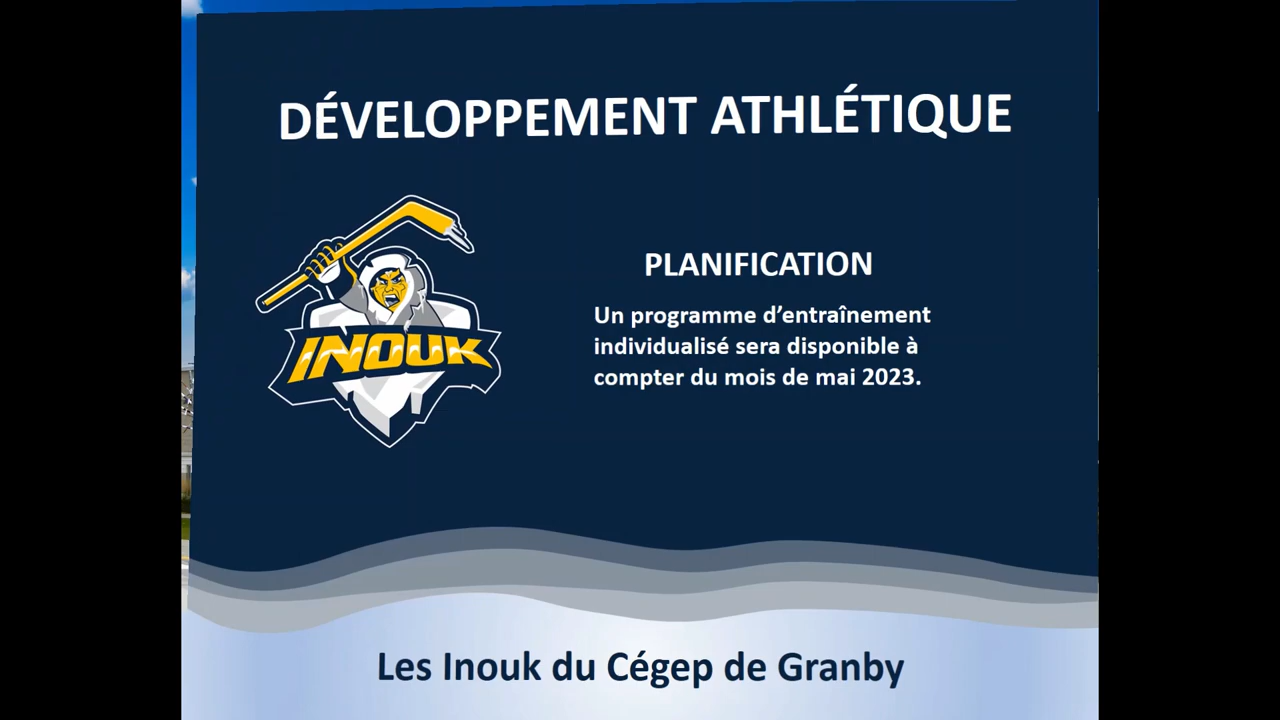 DÉVELOPPEMENT ATHLÉTIQUE
INOUK
PLANIFICATION
Un programme d’entraînement
individualisé sera disponible à
compter du mois de mai 2023.
Les Inouk du Cégep de Granby